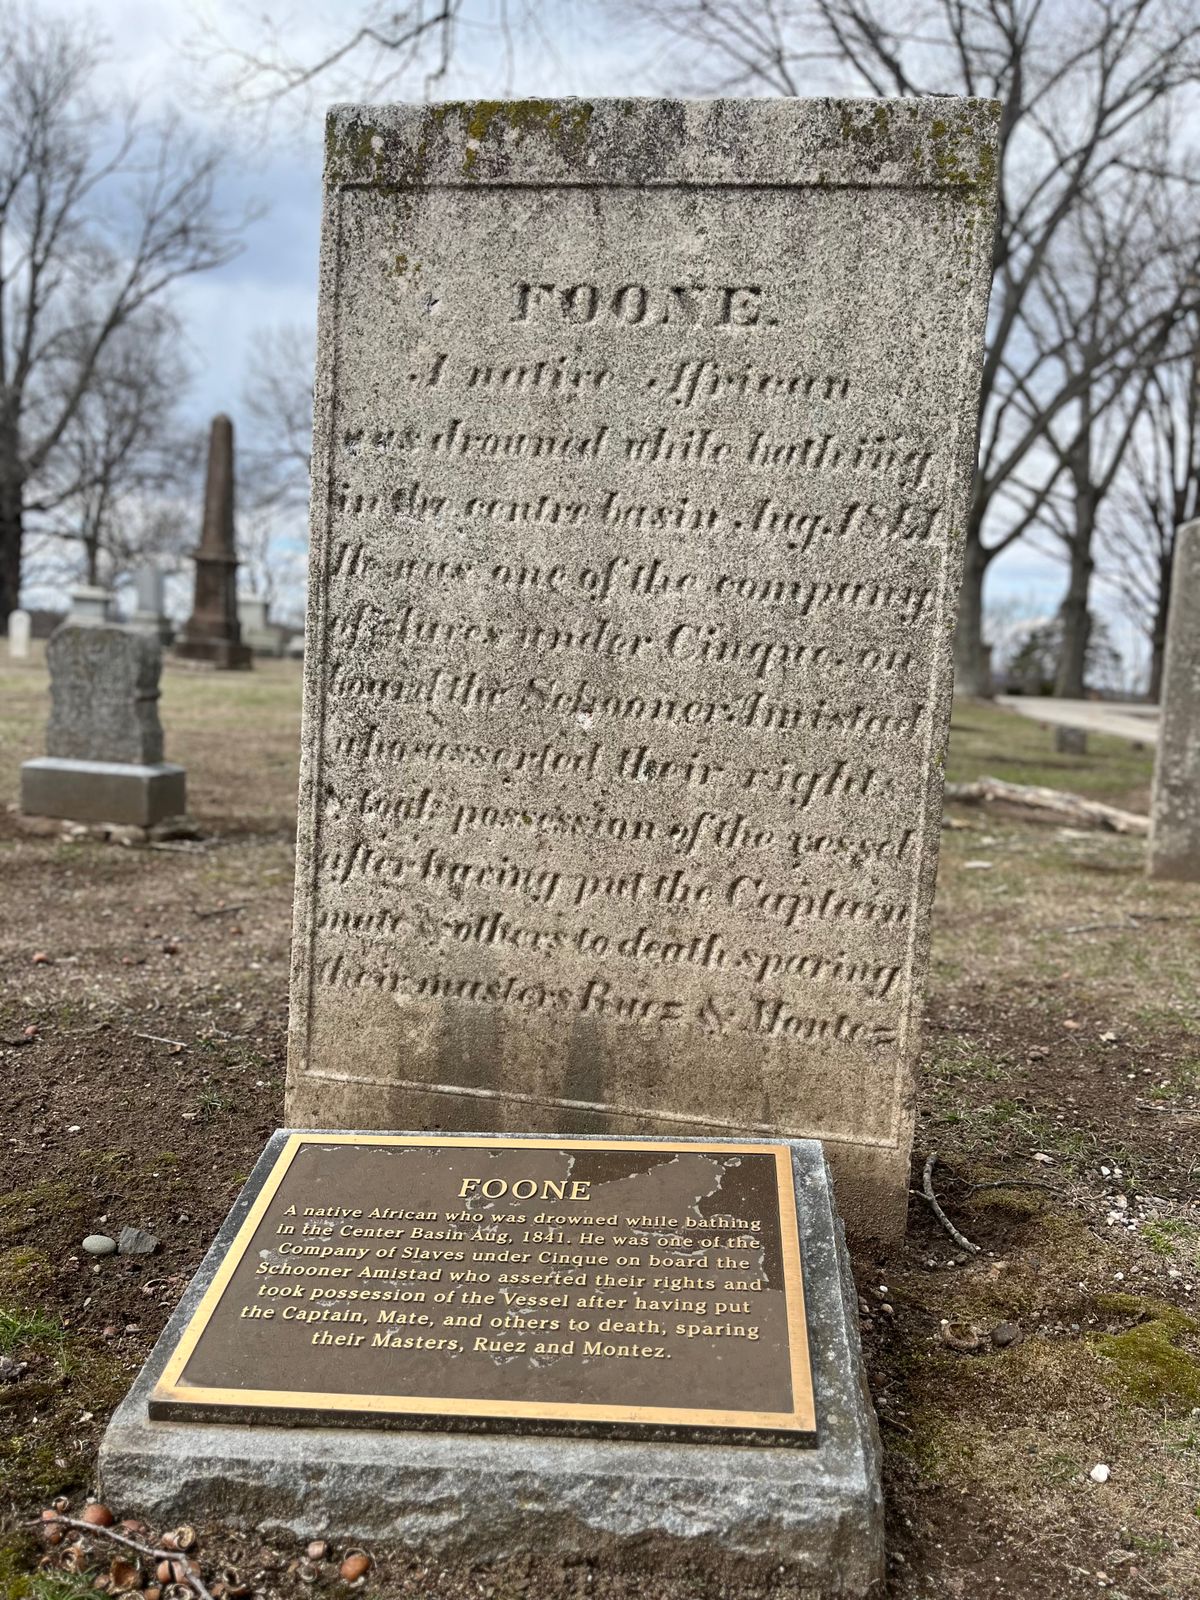 FOONE.
A native African
was drowned while bathing
in the centre basin Aug. 1841
He was one of the company
of slaves under Cinque, on
board the Schooner Amistad
who asserted their rights
& took possession of the vessel
after having put the Captain
mate & others to death, sparing
their masters Ruez & Montez
FOONE
A native African who was drowned while bathing
in the Center Basin Aug, 1841. He was one of the
Company of Slaves under Cinque on board the
Schooner Amistad who asserted their rights and
took possession of the Vessel after having put
the Captain, Mate, and others to death, sparing
their Masters, Ruez and Montez.